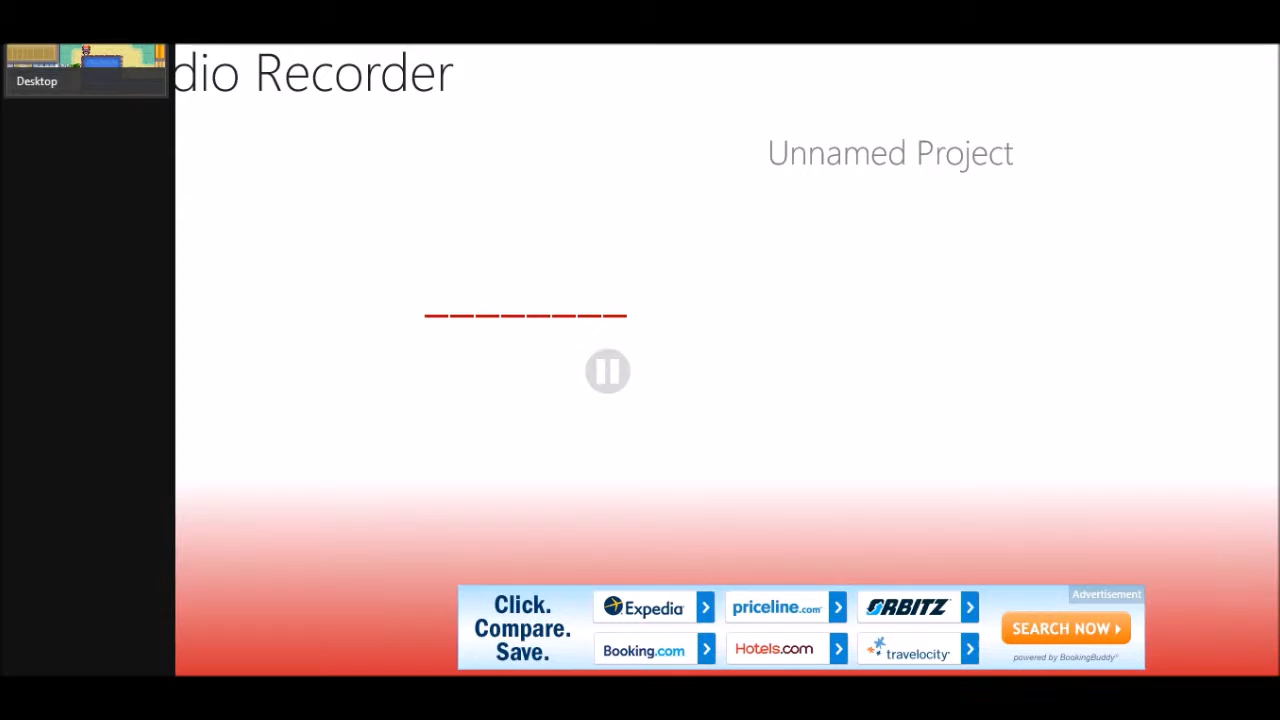 Desktop
dio Recorder
Unnamed Project
Click.
Compare.
Save.
Expedia
priceline.com
ORBITZ
Booking.com
Hotels.com
travelocity
Advertisement
SEARCH NOW
powered by BookingBuddy